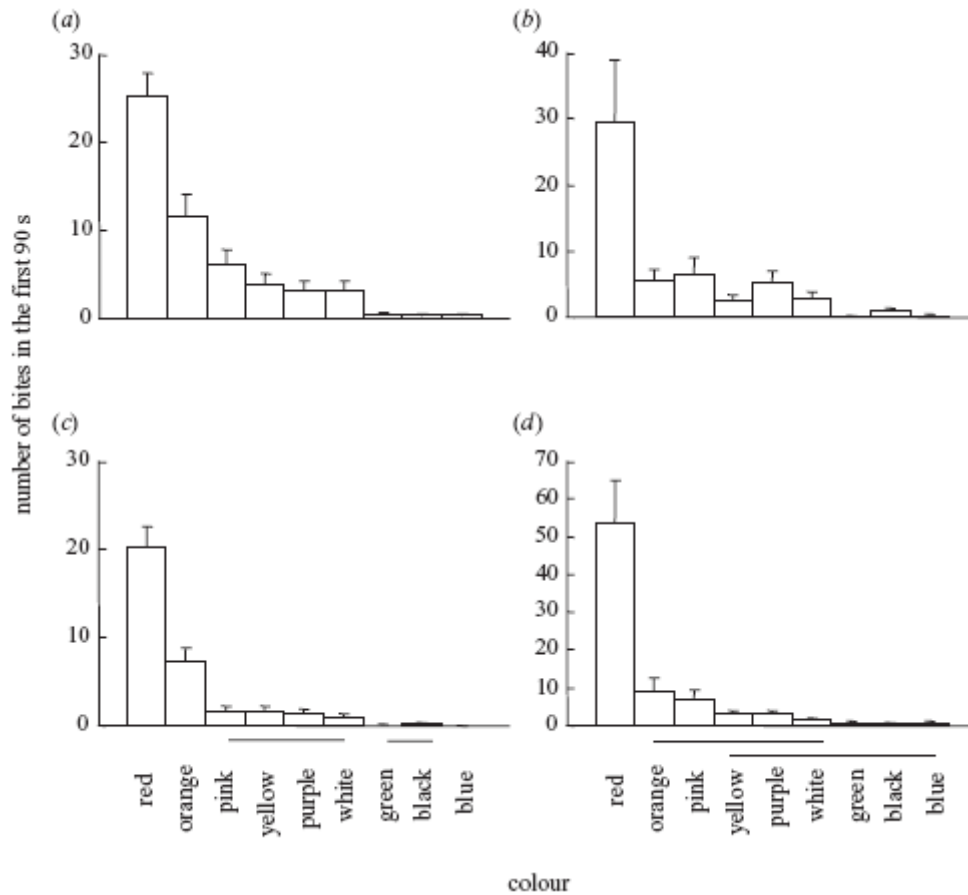 (a)
30
20
10
0
(b)
40
30
20
10
0
number of bites in the first 90 s
(c)
30
20
10
0
(d)
70
60
50
40
30
20
10
0
red
orange
pink
yellow
purple
white
green
black
blue
red
orange
pink
yellow
purple
white
green
black
blue
colour